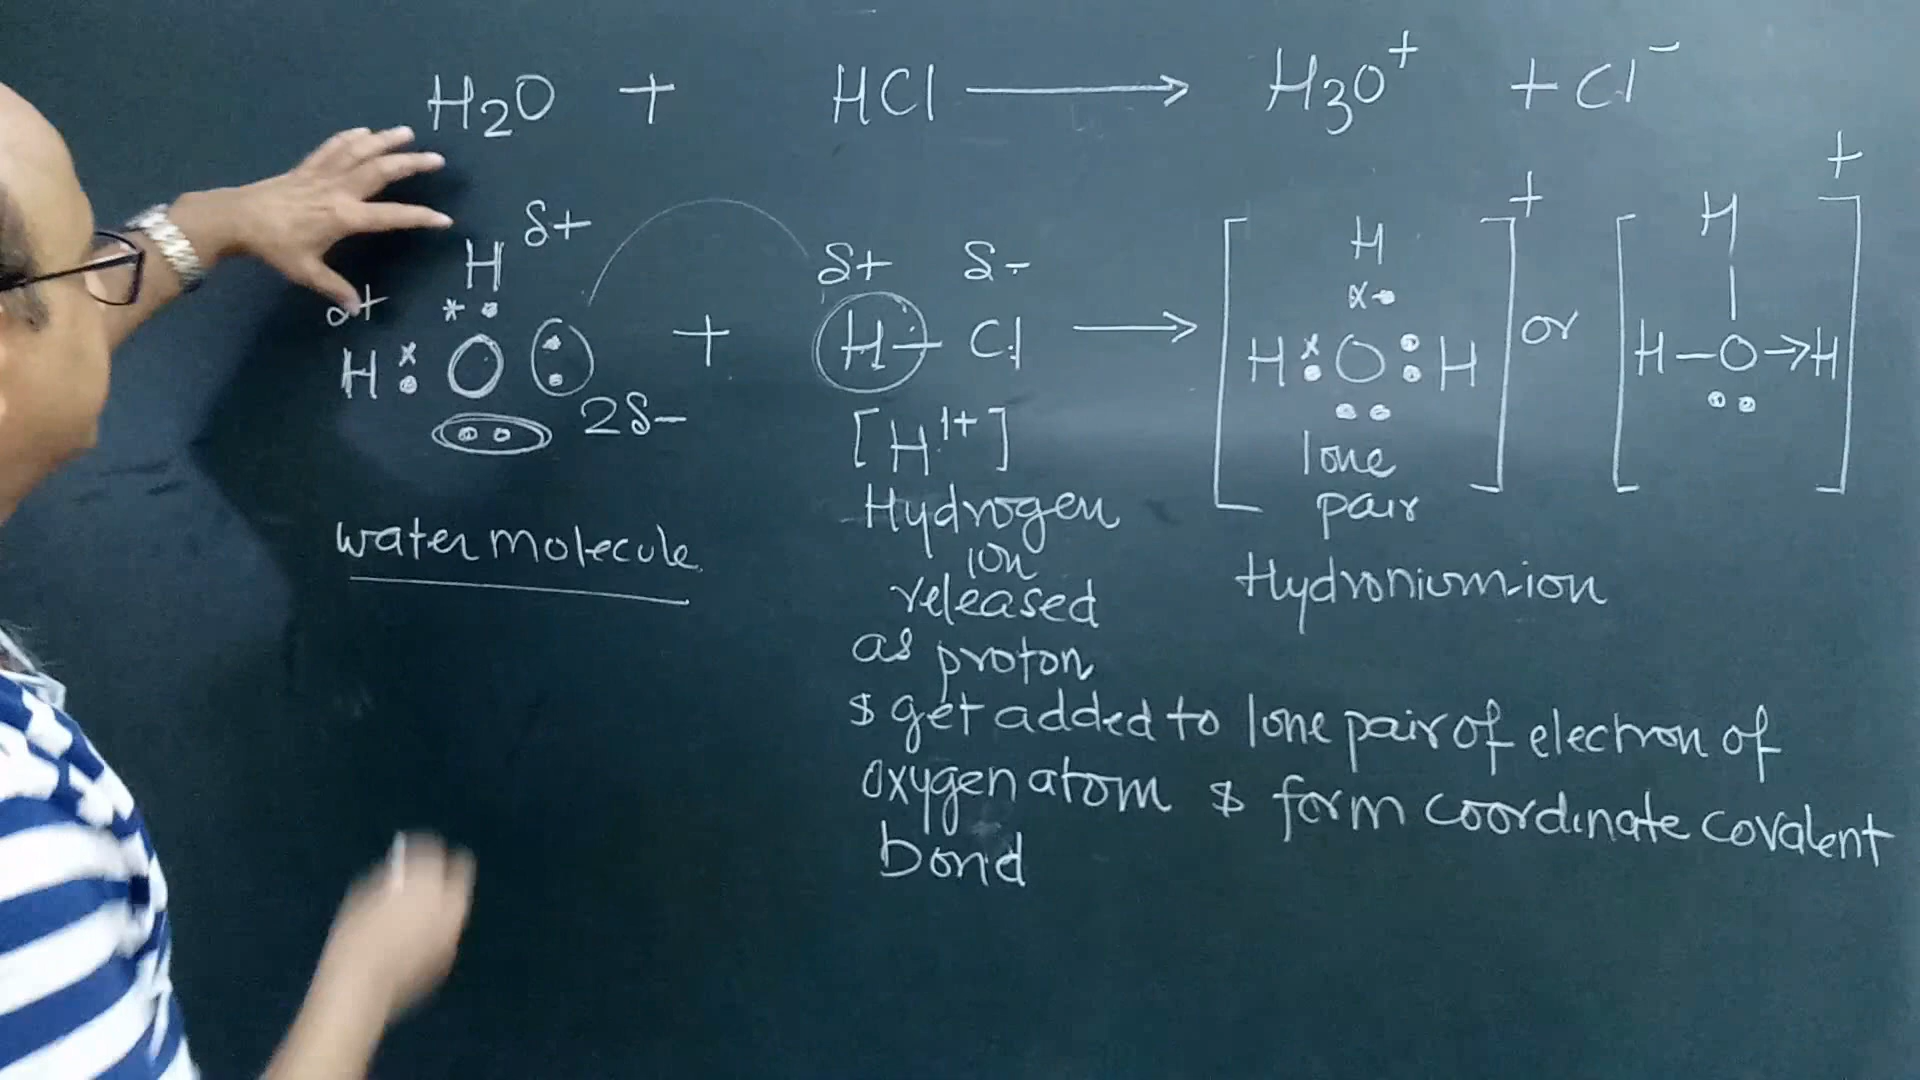 H2O + HCl ⟶ H3O+ + Cl−
H δ+
δ+
H O 2δ−
+
δ+ δ−
H–Cl ⟶
[H1+]
[H O H]+
H
lone
pair
or
[H–O→H]+
H
water molecule
Hydrogen
ion
released
as proton
Hydronium-ion
$ get added to lone pair of electron of
oxygen atom $ form coordinate covalent
bond